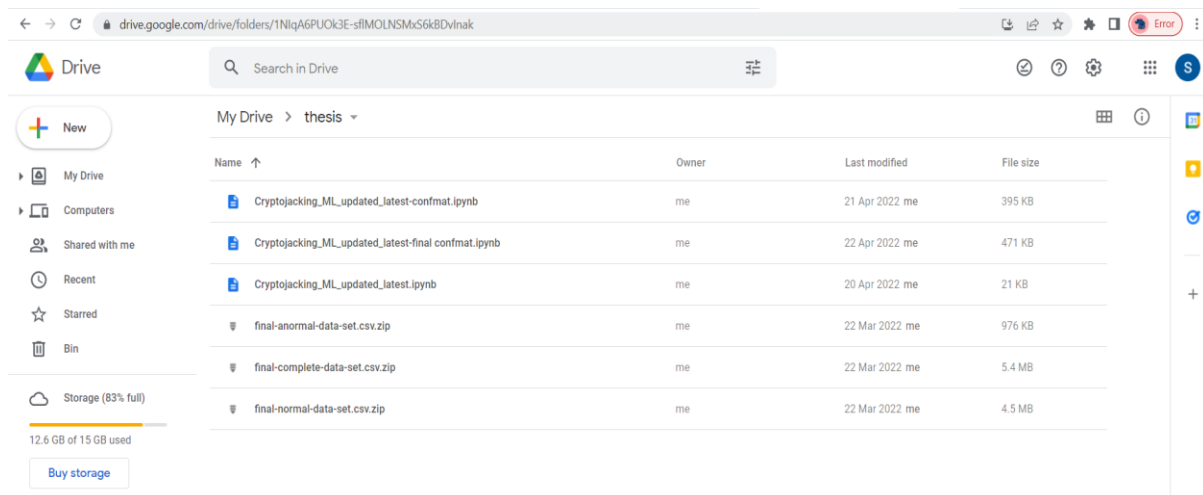 drive.google.com/drive/folders/1NIqA6PUOk3E-sflMOLNSMxS6kBDvInak
Error
Drive
Search in Drive
S
New
My Drive > thesis
31
Name Owner Last modified File size
My Drive
Cryptojacking_ML_updated_latest-confmat.ipynb me 21 Apr 2022 me 395 KB
Computers
Cryptojacking_ML_updated_latest-final confmat.ipynb me 22 Apr 2022 me 471 KB
Shared with me
Recent
Cryptojacking_ML_updated_latest.ipynb me 20 Apr 2022 me 21 KB
Starred
final-anormal-data-set.csv.zip me 22 Mar 2022 me 976 KB
Bin
final-complete-data-set.csv.zip me 22 Mar 2022 me 5.4 MB
Storage (83% full)
final-normal-data-set.csv.zip me 22 Mar 2022 me 4.5 MB
12.6 GB of 15 GB used
Buy storage